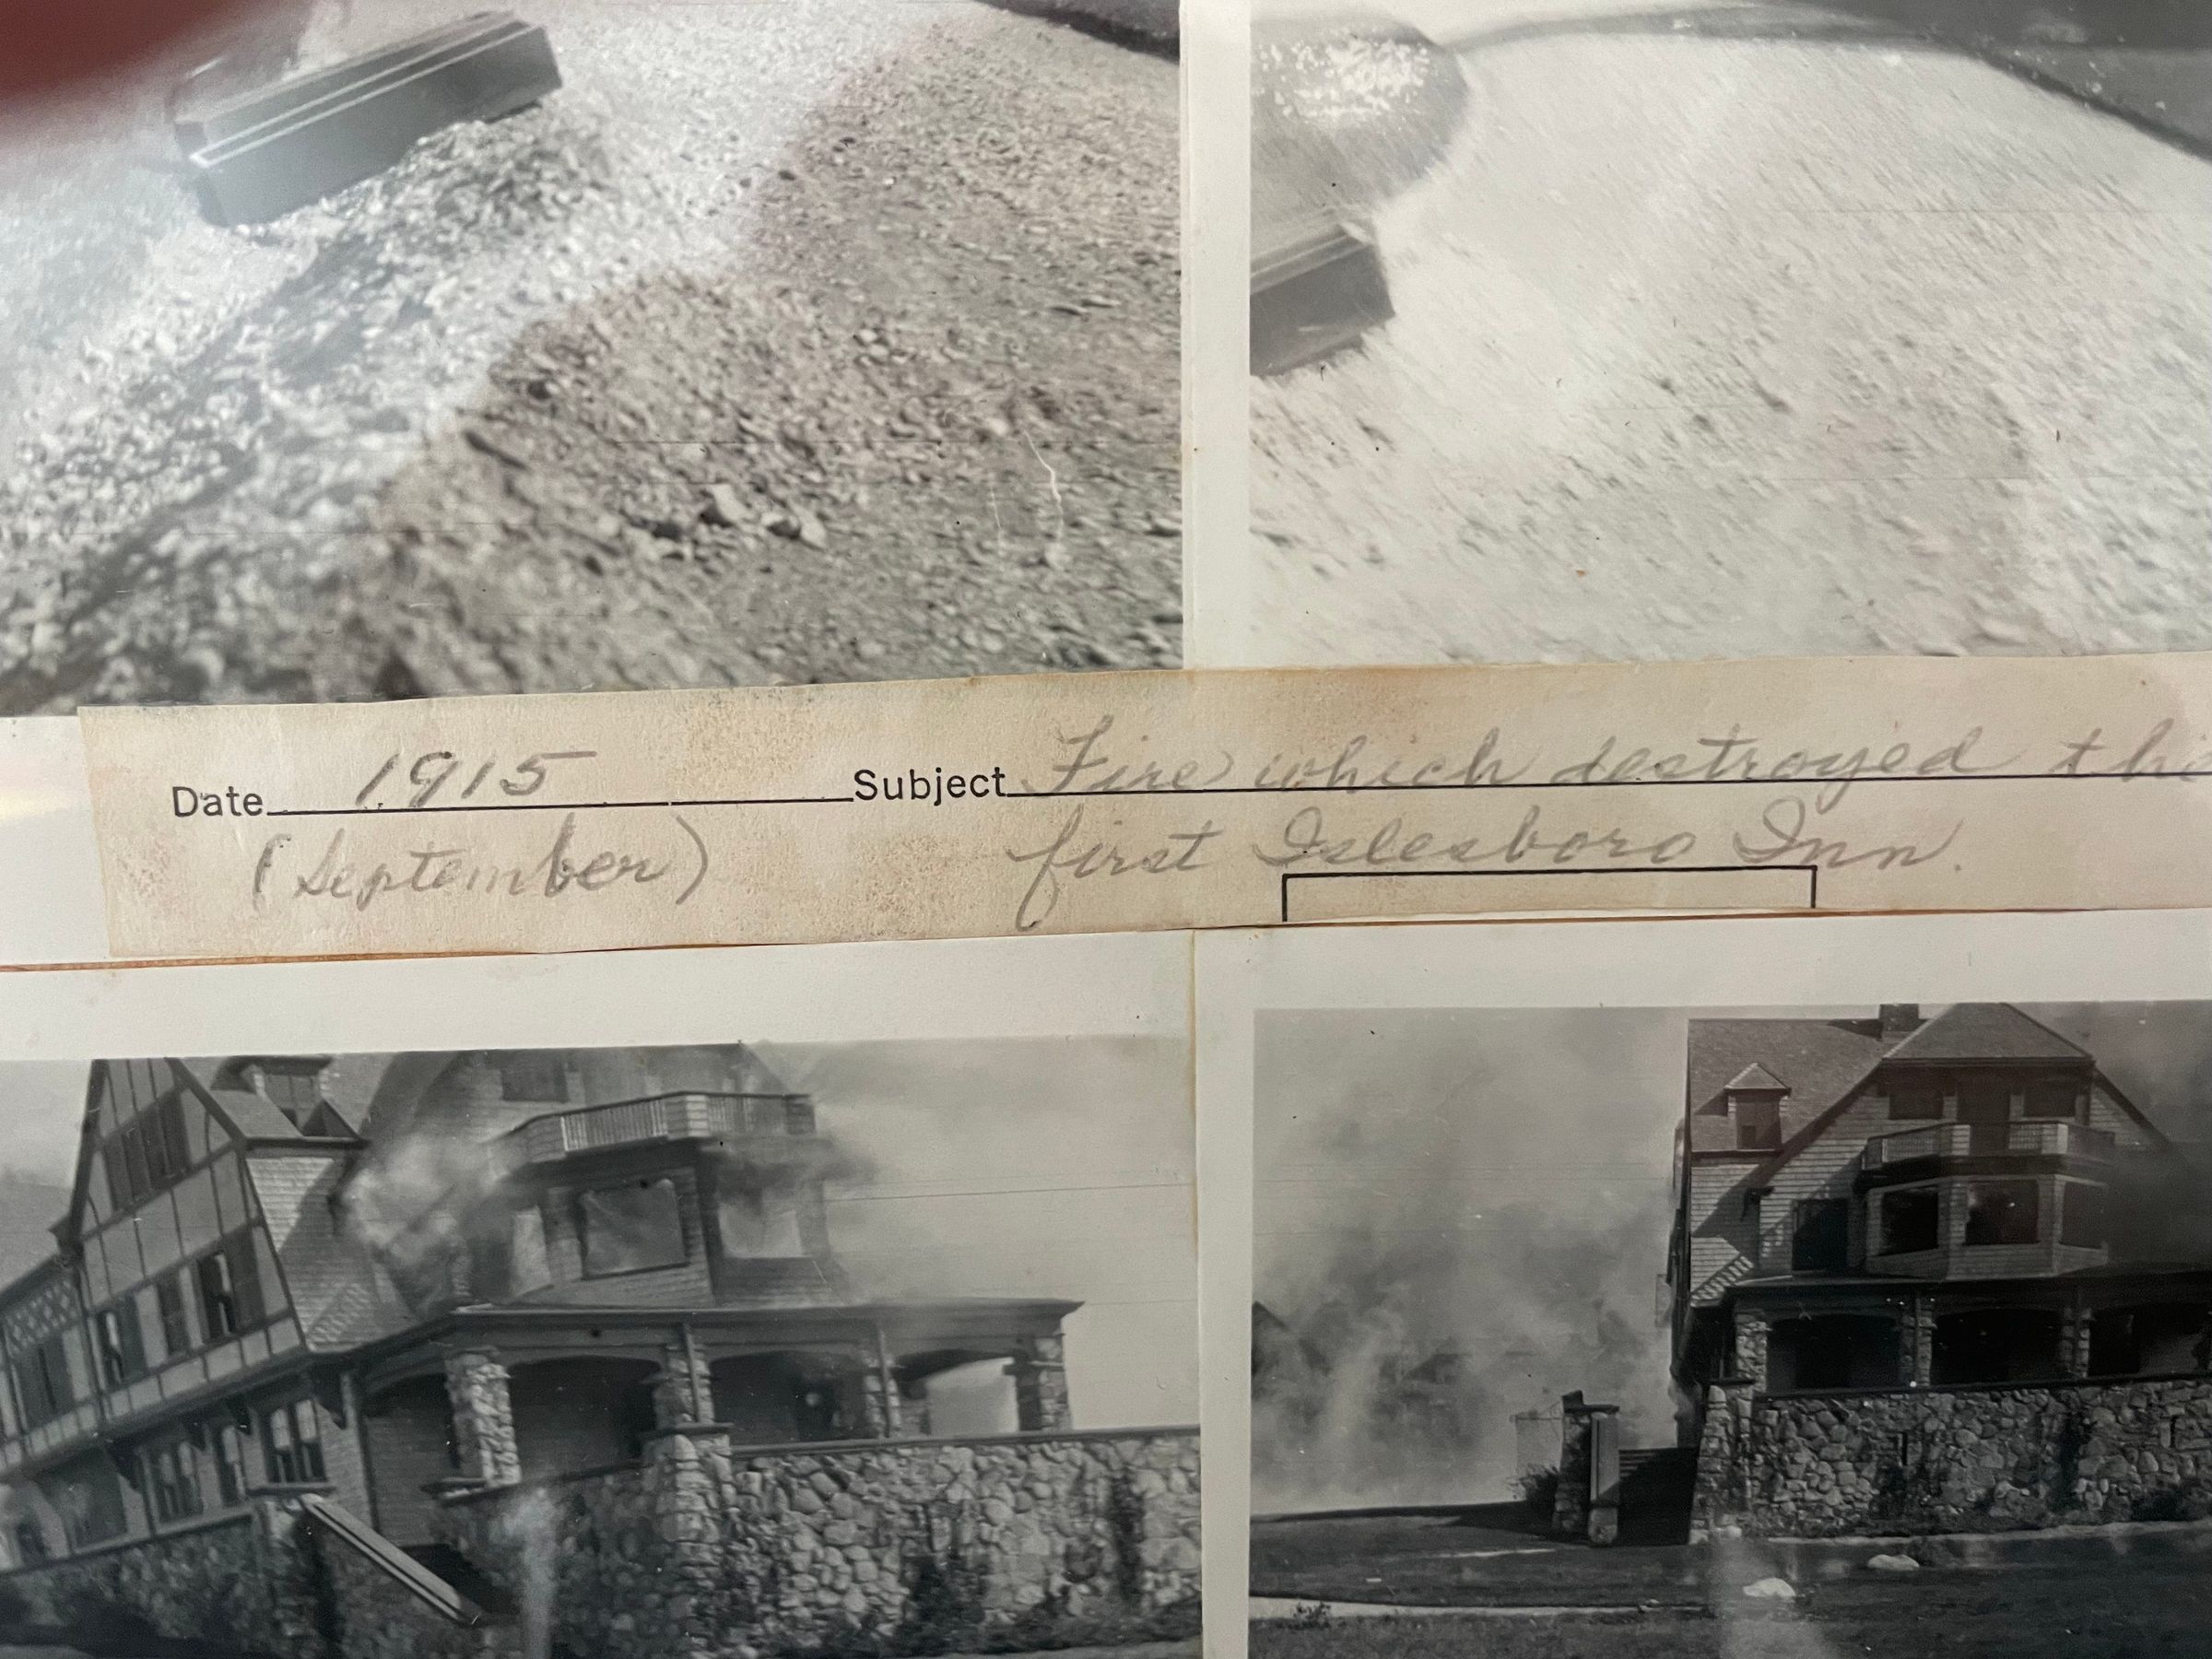 Date 1915 Subject Fire which destroyed the
(September) first Islesboro Inn.